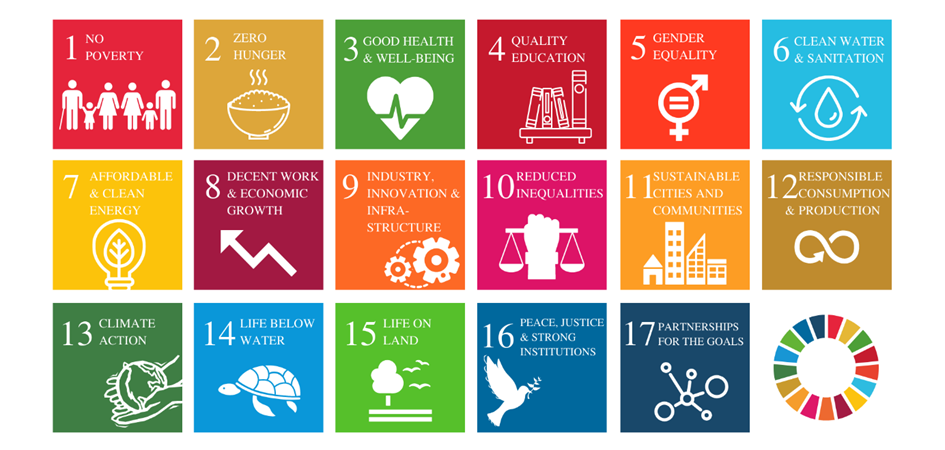 1 NO
POVERTY
2 ZERO
HUNGER
3 GOOD HEALTH
& WELL-BEING
4 QUALITY
EDUCATION
5 GENDER
EQUALITY
6 CLEAN WATER
& SANITATION
7 AFFORDABLE
& CLEAN
ENERGY
8 DECENT WORK
& ECONOMIC
GROWTH
9 INDUSTRY,
INNOVATION &
INFRA-
STRUCTURE
10 REDUCED
INEQUALITIES
11 SUSTAINABLE
CITIES AND
COMMUNITIES
12 RESPONSIBLE
CONSUMPTION
& PRODUCTION
13 CLIMATE
ACTION
14 LIFE BELOW
WATER
15 LIFE ON
LAND
16 PEACE, JUSTICE
& STRONG
INSTITUTIONS
17 PARTNERSHIPS
FOR THE GOALS